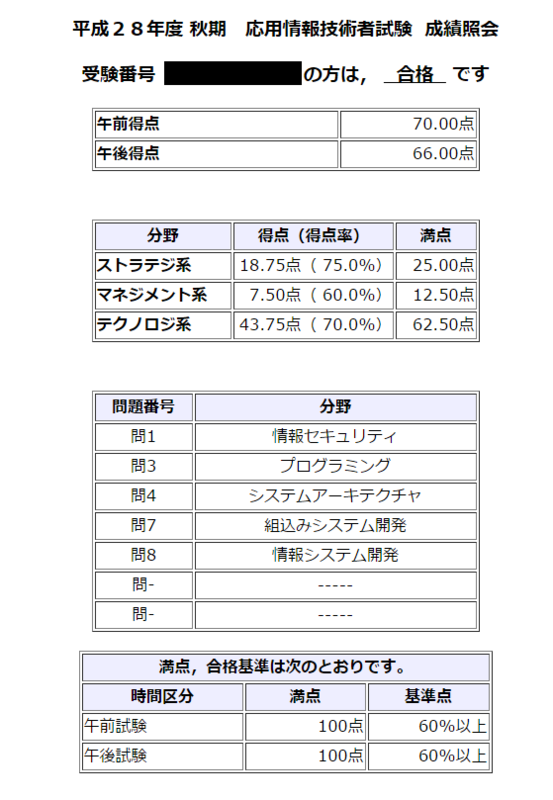 平成２８年度 秋期　応用情報技術者試験　成績照会
受験番号 の方は，　合格　です
午前得点 70.00点
午後得点 66.00点
分野 得点（得点率） 満点
ストラテジ系 18.75点（ 75.0%） 25.00点
マネジメント系 7.50点（ 60.0%） 12.50点
テクノロジ系 43.75点（ 70.0%） 62.50点
問題番号 分野
問1 情報セキュリティ
問3 プログラミング
問4 システムアーキテクチャ
問7 組込みシステム開発
問8 情報システム開発
問- -----
問- -----
満点，合格基準は次のとおりです。
時間区分 満点 基準点
午前試験 100点 60%以上
午後試験 100点 60%以上